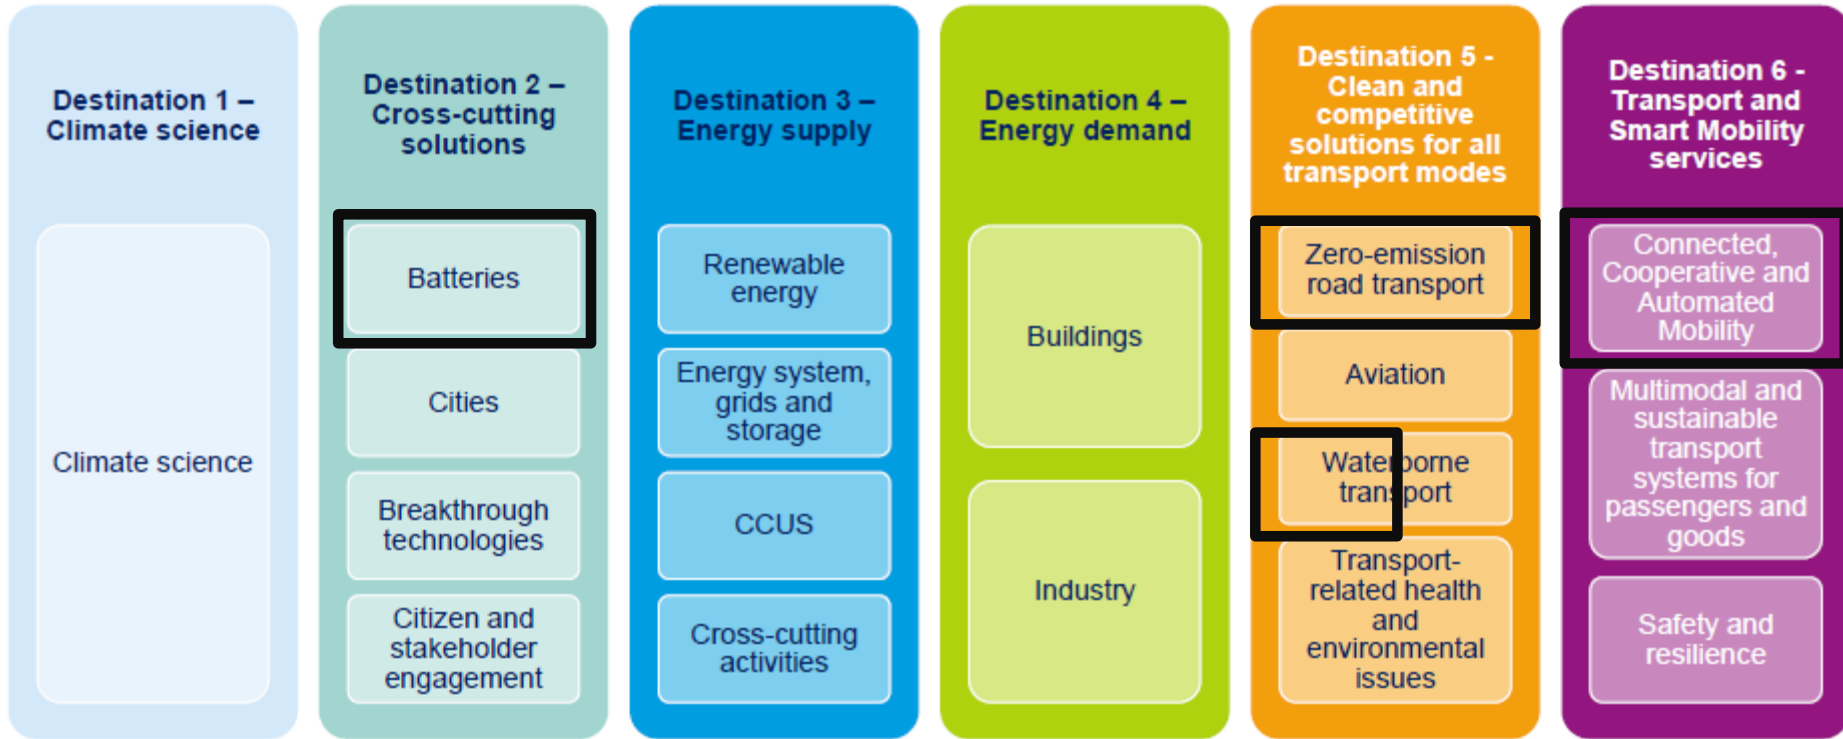 Destination 1 –
Climate science
Climate science
Destination 2 –
Cross-cutting
solutions
Batteries
Cities
Breakthrough
technologies
Citizen and
stakeholder
engagement
Destination 3 –
Energy supply
Renewable
energy
Energy system,
grids and
storage
CCUS
Cross-cutting
activities
Destination 4 –
Energy demand
Buildings
Industry
Destination 5 -
Clean and
competitive
solutions for all
transport modes
Zero-emission
road transport
Aviation
Waterborne
transport
Transport-
related health
and
environmental
issues
Destination 6 -
Transport and
Smart Mobility
services
Connected,
Cooperative and
Automated
Mobility
Multimodal and
sustainable
transport
systems for
passengers and
goods
Safety and
resilience